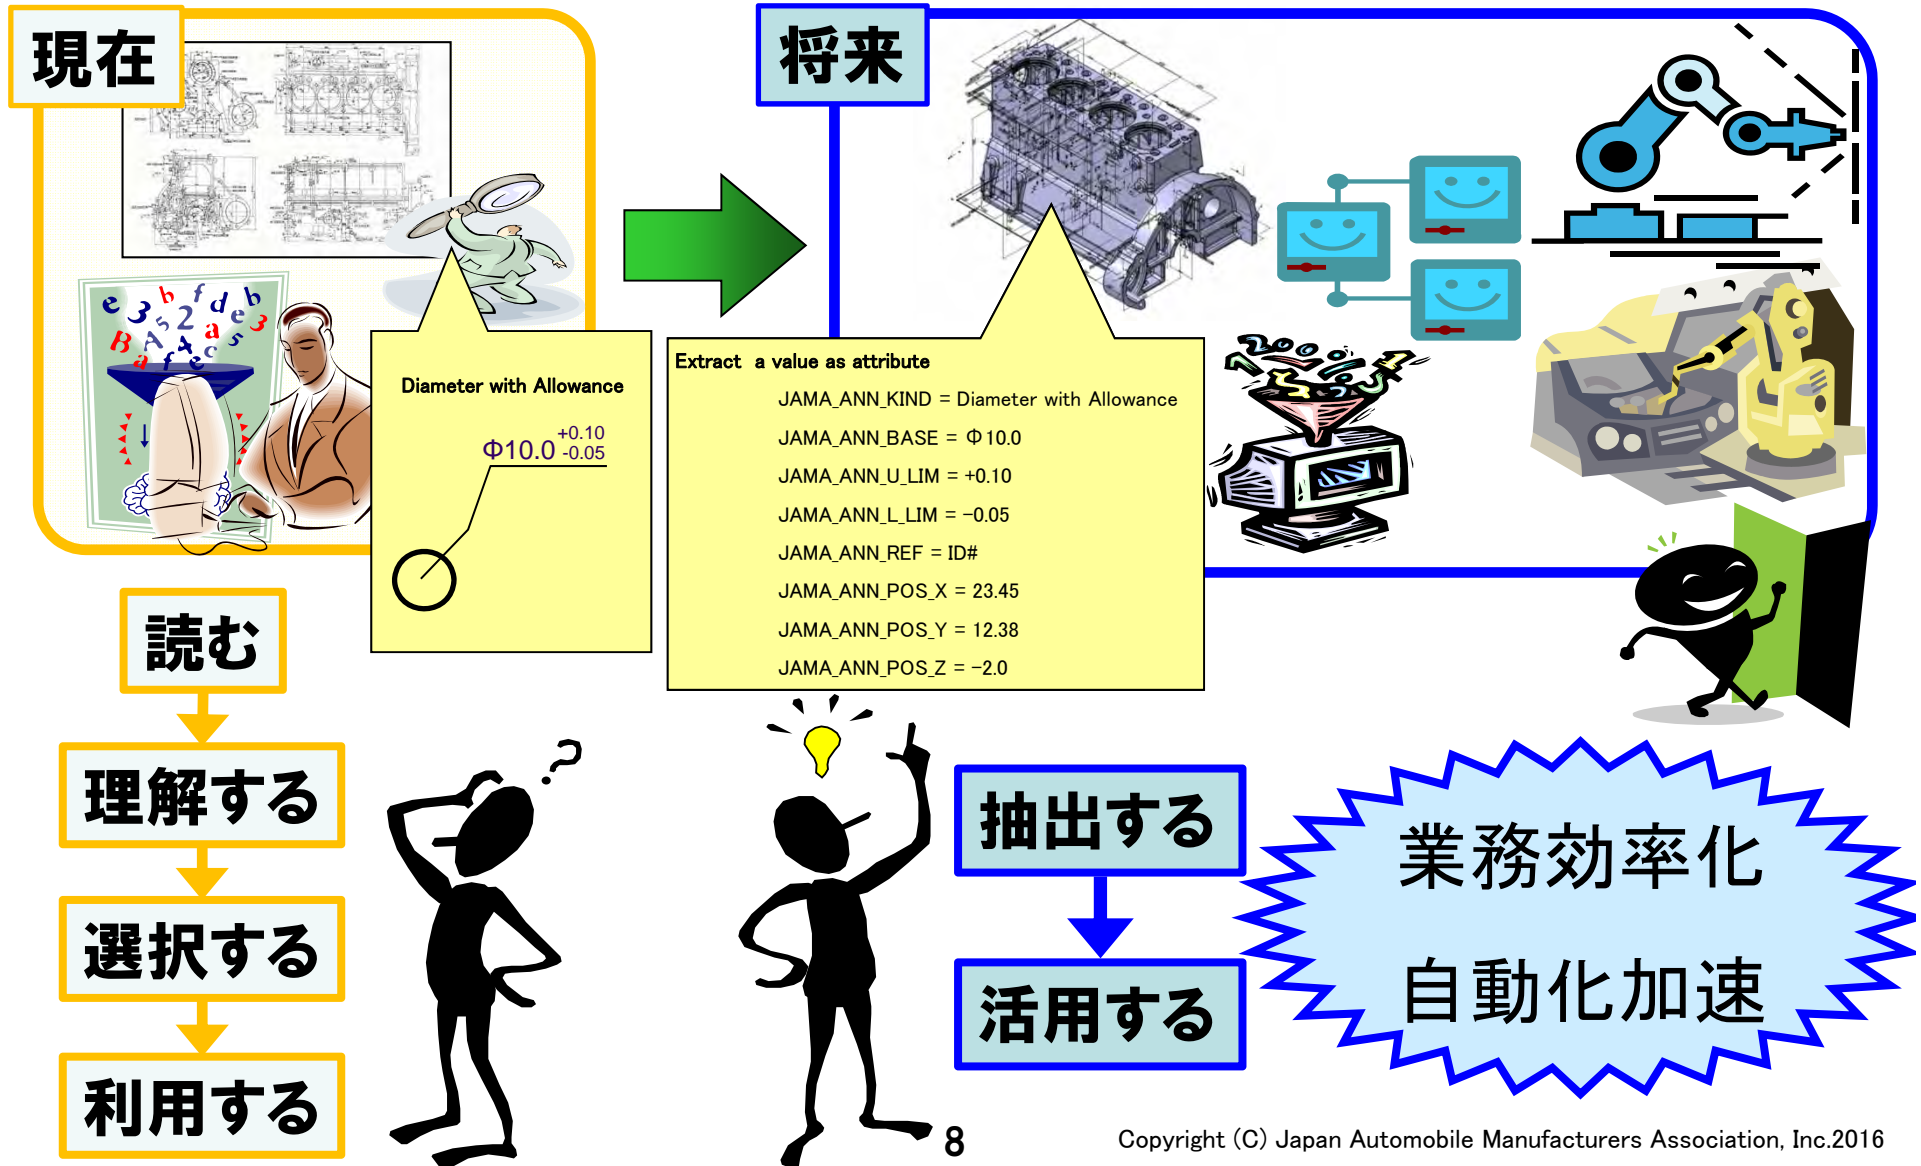 現在
将来
Diameter with Allowance
Φ10.0 +0.10
-0.05
Extract a value as attribute
JAMA_ANN_KIND = Diameter with Allowance
JAMA_ANN_BASE = Φ10.0
JAMA_ANN_U_LIM = +0.10
JAMA_ANN_L_LIM = -0.05
JAMA_ANN_REF = ID#
JAMA_ANN_POS_X = 23.45
JAMA_ANN_POS_Y = 12.38
JAMA_ANN_POS_Z = -2.0
読む
理解する
選択する
利用する
抽出する
活用する
業務効率化
自動化加速
8
Copyright (C) Japan Automobile Manufacturers Association, Inc.2016